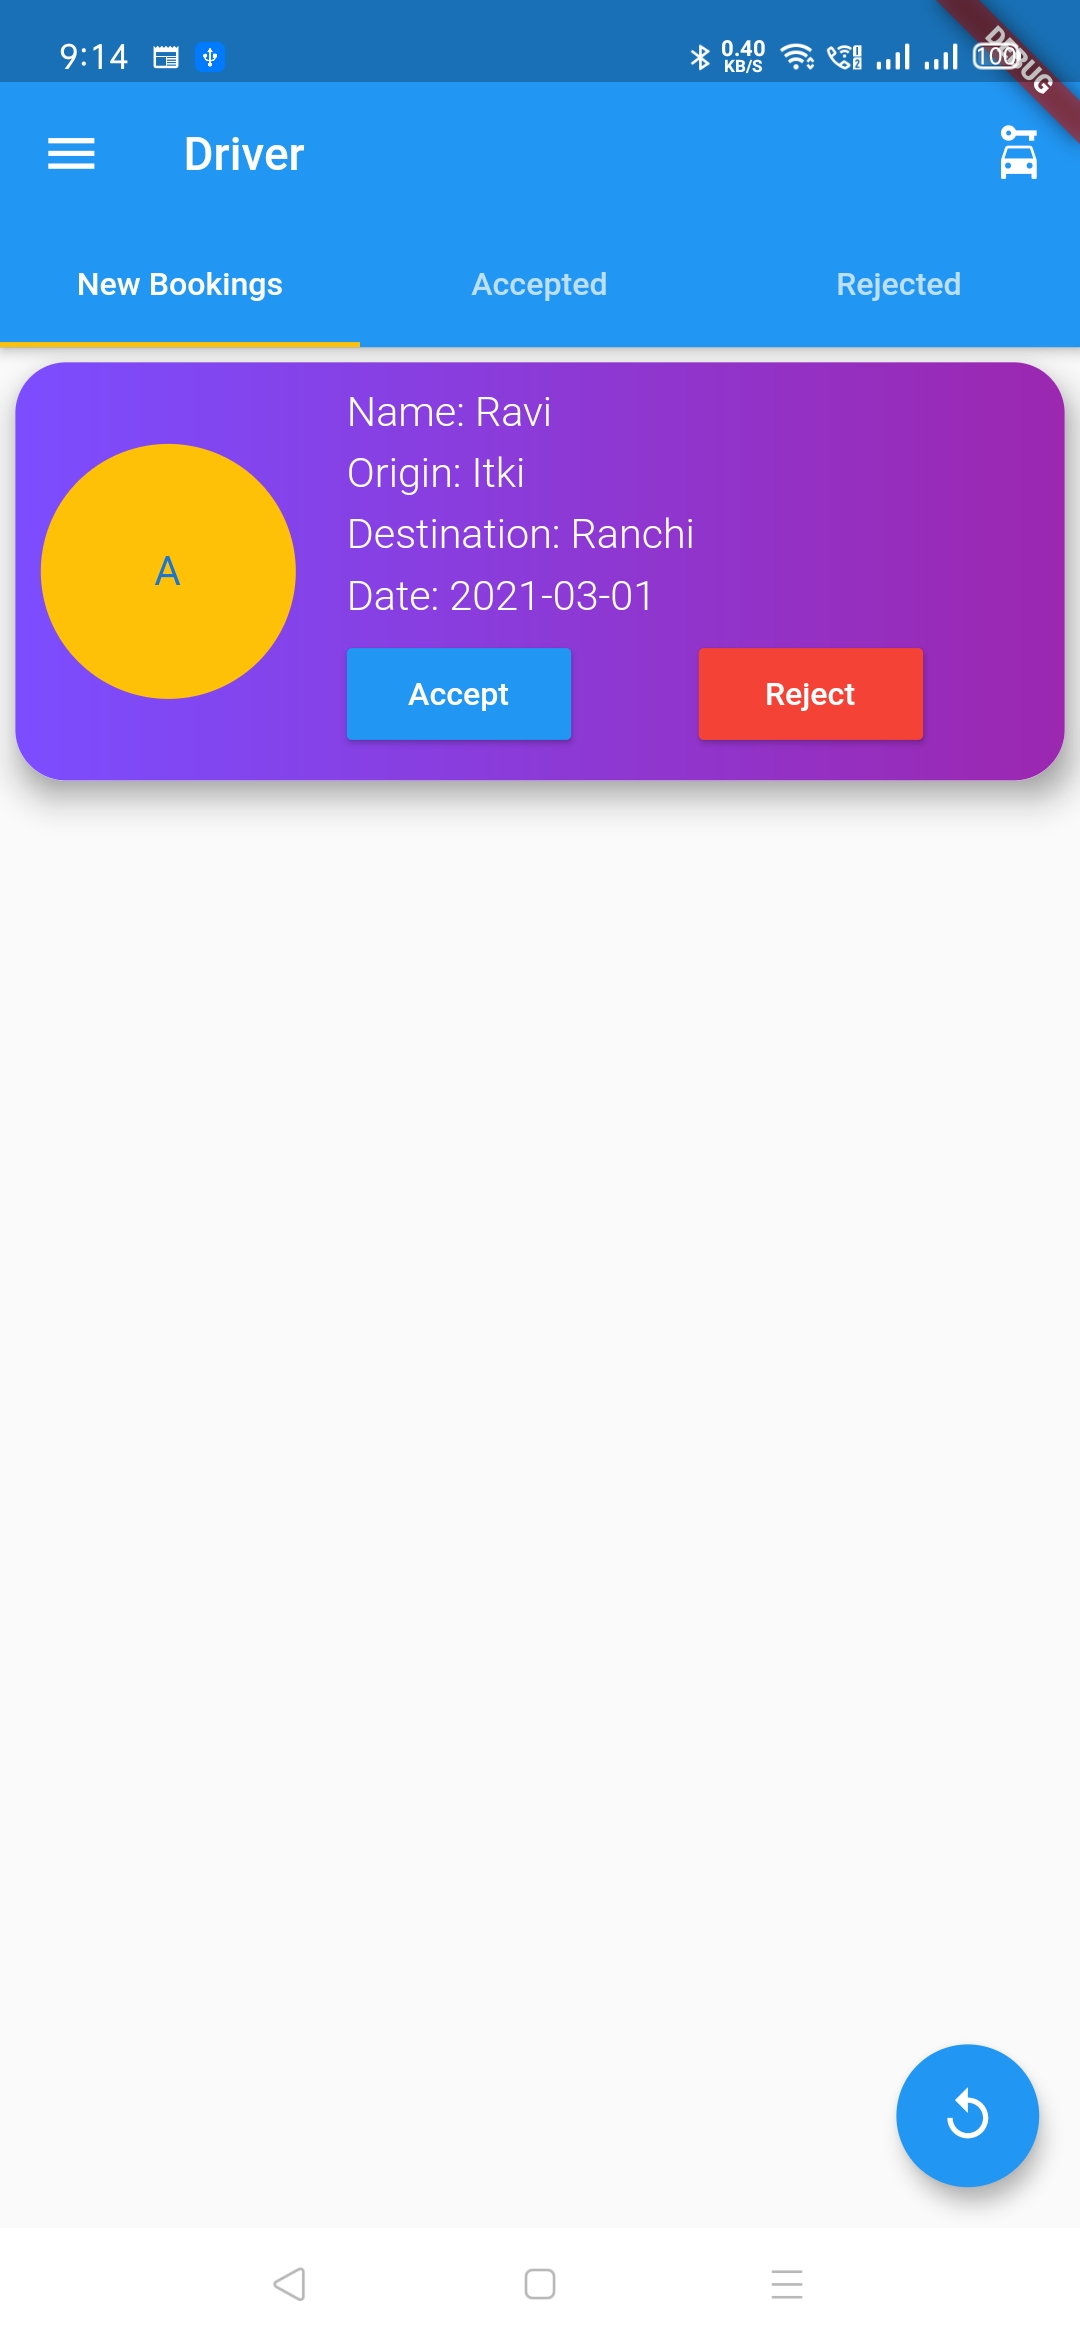 9:14
0.40
KB/S
100
DEBUG
Driver
New Bookings Accepted Rejected
Name: Ravi
Origin: Itki
Destination: Ranchi
Date: 2021-03-01
A
Accept Reject